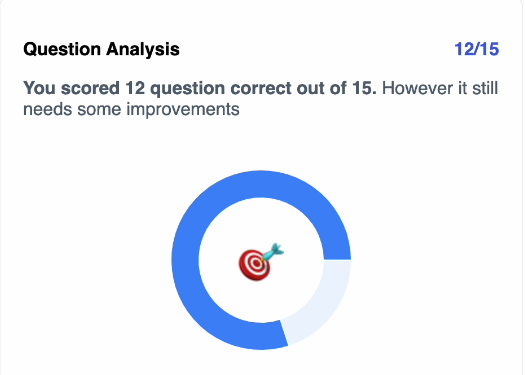 Question Analysis 12/15
You scored 12 question correct out of 15. However it still
needs some improvements